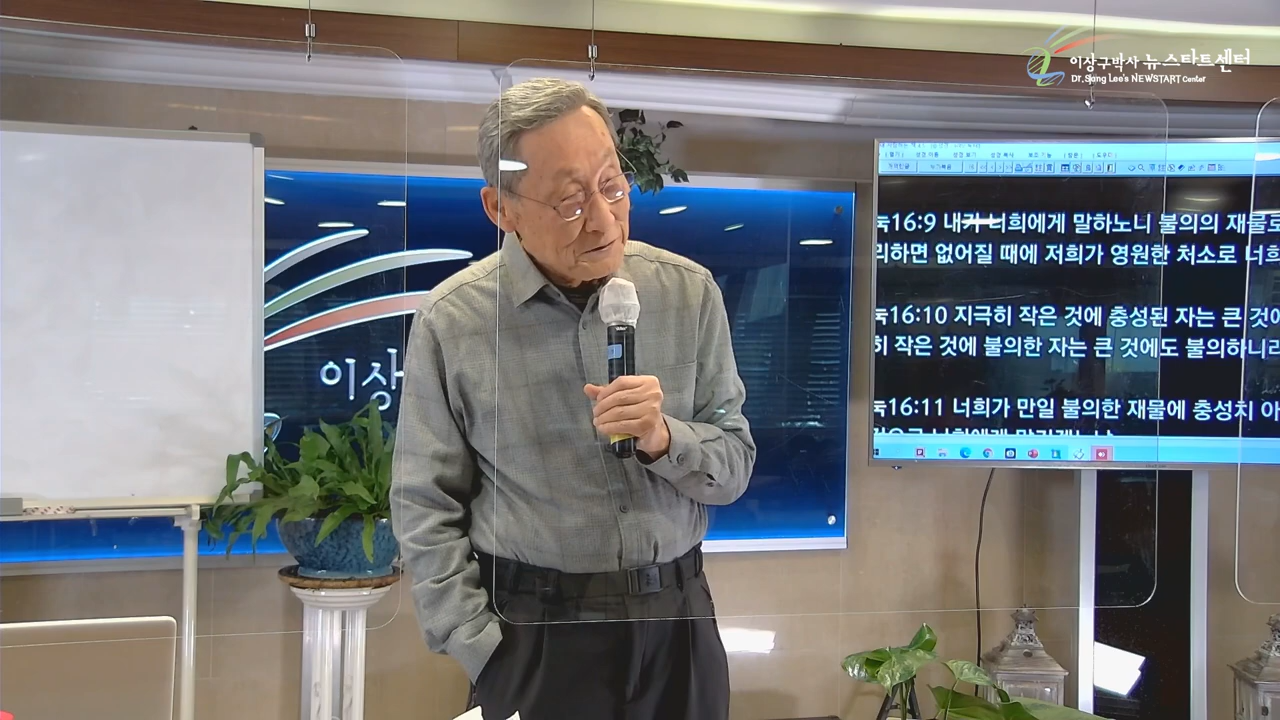 이상구박사 뉴스타트센터
Dr. Sang Lee's NEWSTART Center
이상
눅16:9 내가 너희에게 말하노니 불의의 재물로
리하면 없어질 때에 저희가 영원한 처소로 너희
눅16:10 지극히 작은 것에 충성된 자는 큰 것에
히 작은 것에 불의한 자는 큰 것에도 불의하니라
눅16:11 너희가 만일 불의한 재물에 충성치 아